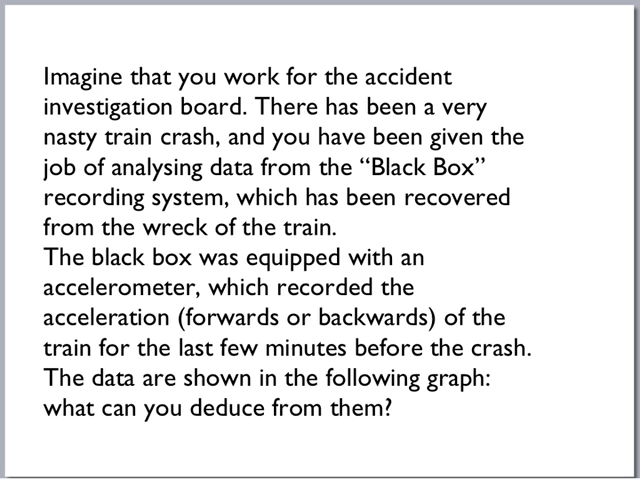 Imagine that you work for the accident
investigation board. There has been a very
nasty train crash, and you have been given the
job of analysing data from the “Black Box”
recording system, which has been recovered
from the wreck of the train.
The black box was equipped with an
accelerometer, which recorded the
acceleration (forwards or backwards) of the
train for the last few minutes before the crash.
The data are shown in the following graph:
what can you deduce from them?